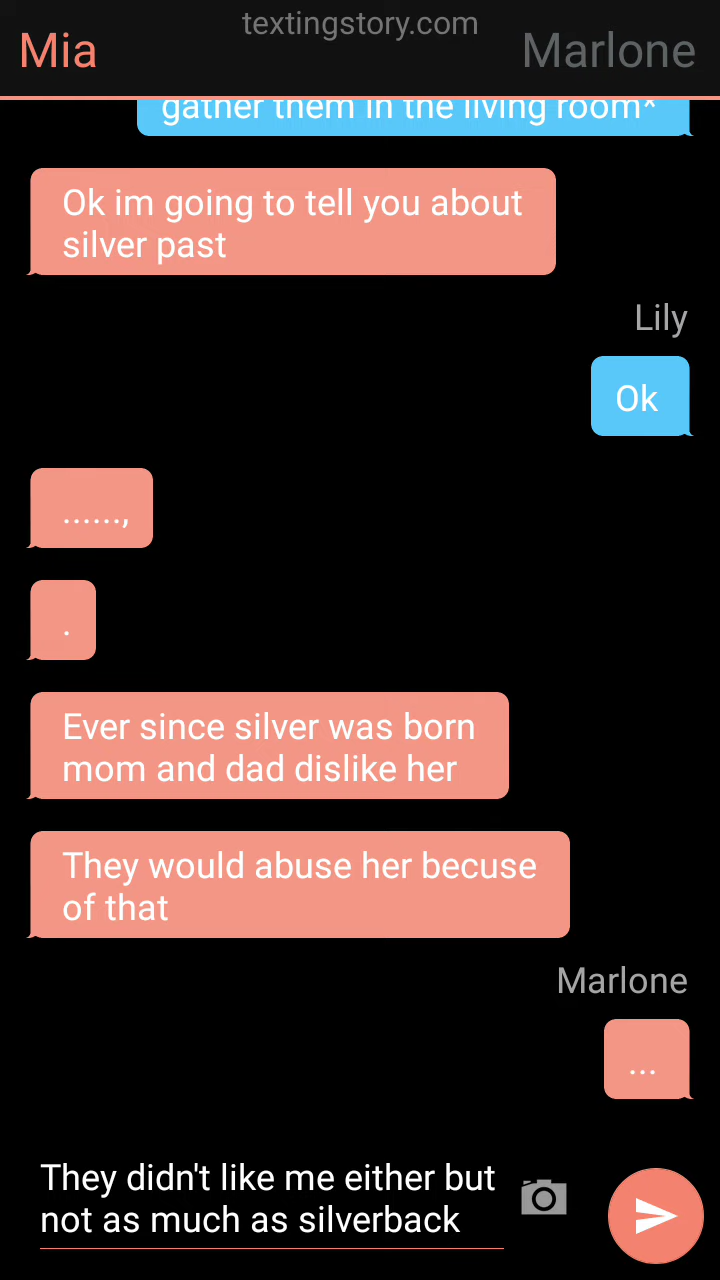 textingstory.com
Mia
Marlone
gather them in the living room*
Ok im going to tell you about
silver past
Lily
Ok
......,
.
Ever since silver was born
mom and dad dislike her
They would abuse her becuse
of that
Marlone
...
They didn't like me either but
not as much as silverback